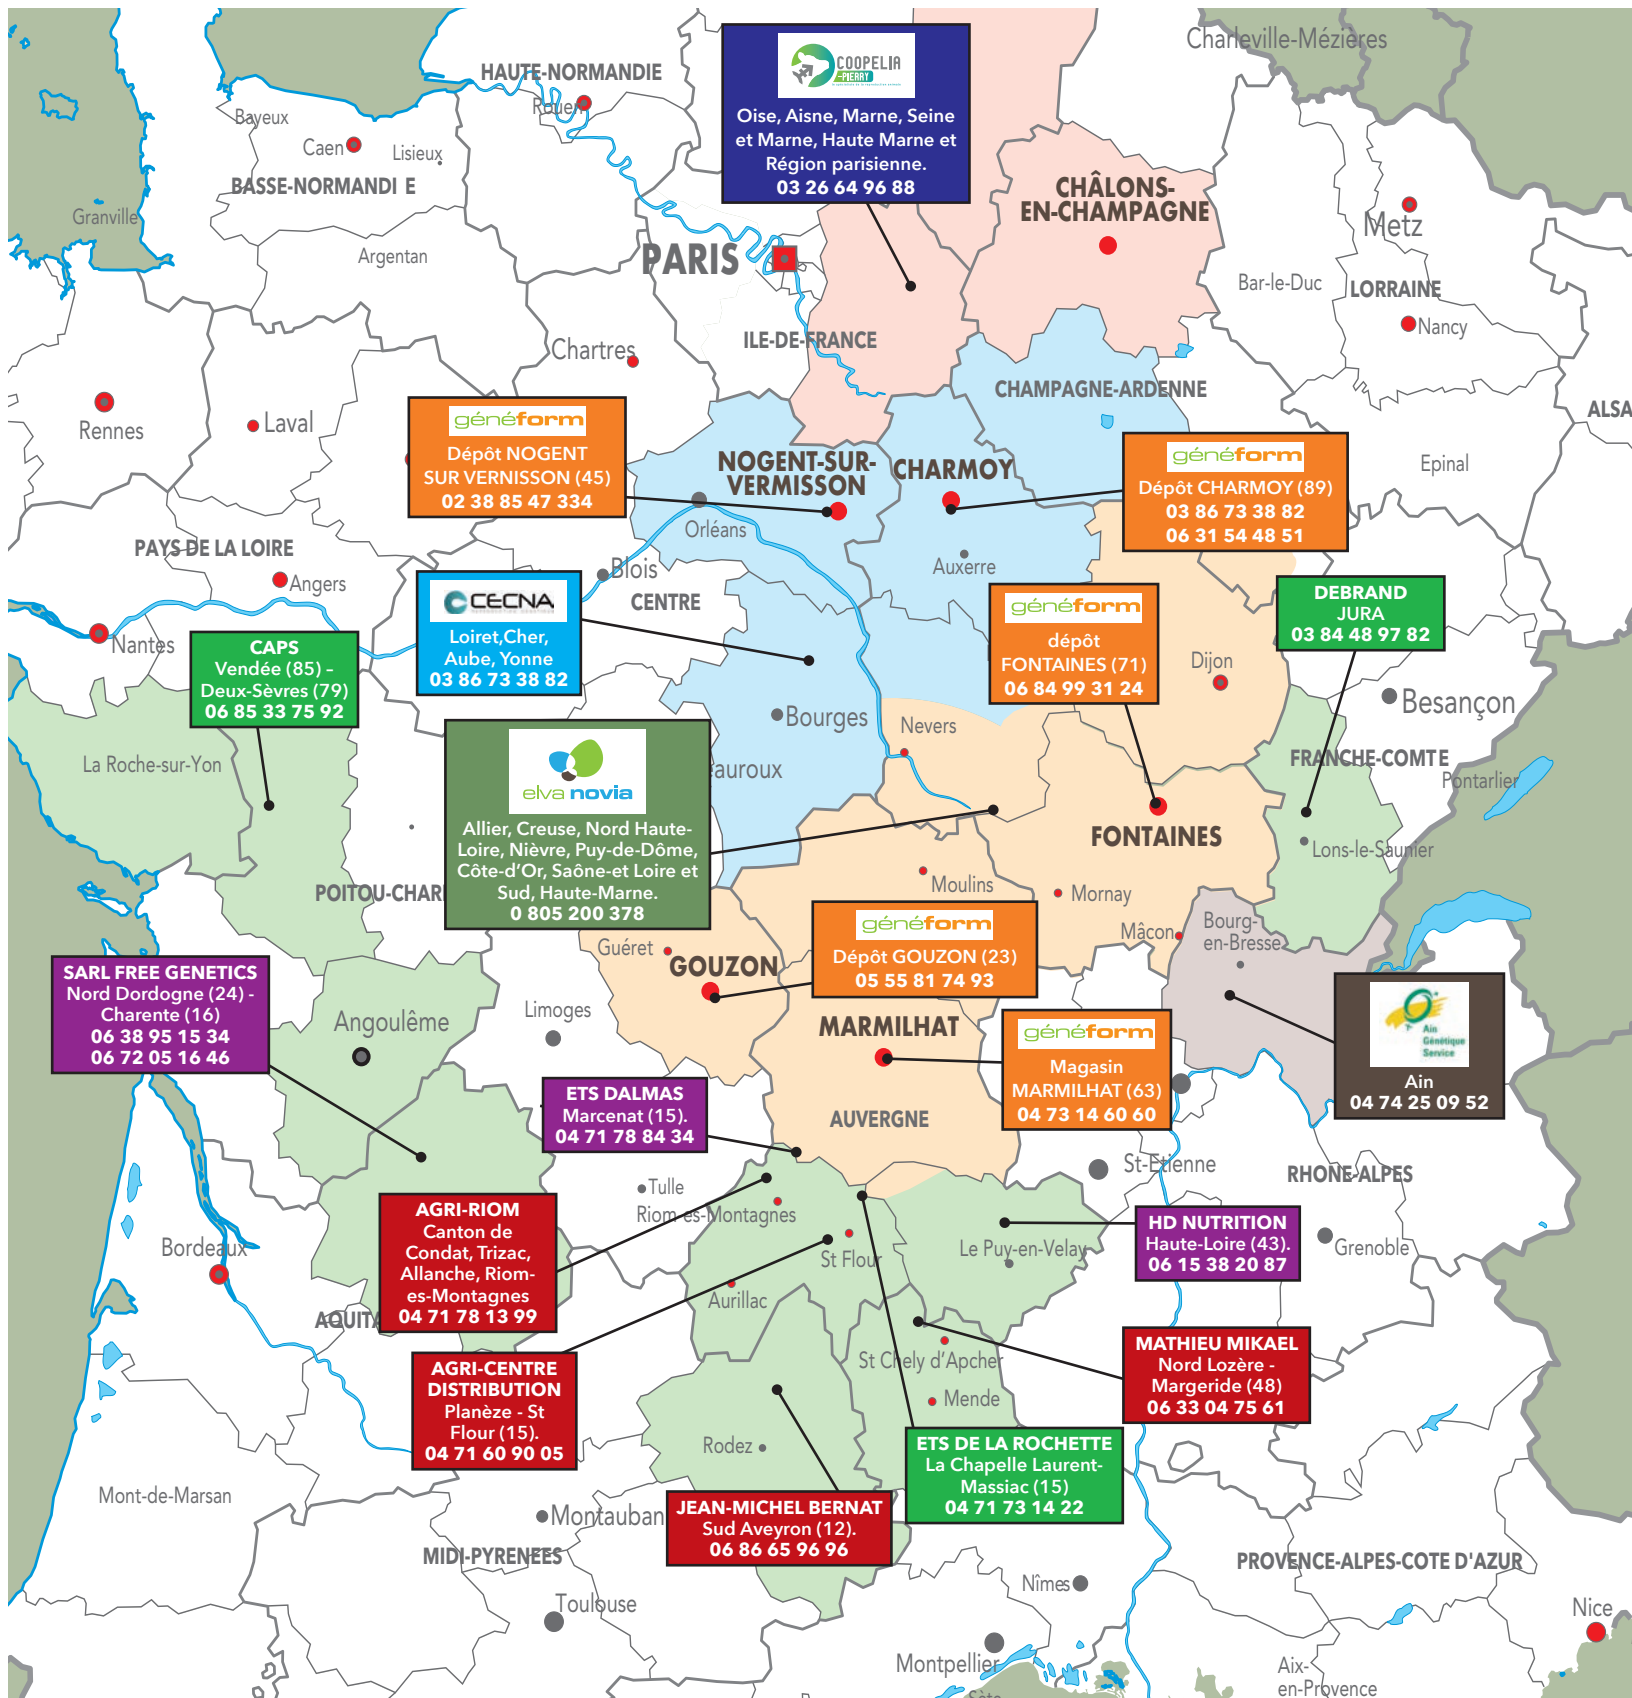 Charleville-Mézières
HAUTE-NORMANDIE
Rouen
Bayeux
Caen
Lisieux
BASSE-NORMANDI E
Granville
Argentan
COOPELIA
-PIERRY
Oise, Aisne, Marne, Seine
et Marne, Haute Marne et
Région parisienne.
03 26 64 96 88
CHÂLONS-
EN-CHAMPAGNE
Metz
PARIS
Bar-le-Duc
LORRAINE
Nancy
ILE-DE-FRANCE
Chartres
CHAMPAGNE-ARDENNE
ALSA
Rennes
Laval
généform
Dépôt NOGENT
SUR VERNISSON (45)
02 38 85 47 334
NOGENT-SUR-
VERMISSON
CHARMOY
généform
Dépôt CHARMOY (89)
03 86 73 38 82
06 31 54 48 51
Epinal
Orléans
PAYS DE LA LOIRE
Angers
Blois
Auxerre
CENTRE
CECNA
Loiret,Cher,
Aube, Yonne
03 86 73 38 82
généform
dépôt
FONTAINES (71)
06 84 99 31 24
DEBRAND
JURA
03 84 48 97 82
Nantes
CAPS
Vendée (85) –
Deux-Sèvres (79)
06 85 33 75 92
Dijon
Besançon
Bourges
Nevers
La Roche-sur-Yon
eauroux
FRANCHE-COMTE
Pontarlier
elva novia
Allier, Creuse, Nord Haute-
Loire, Nièvre, Puy-de-Dôme,
Côte-d'Or, Saône-et Loire et
Sud, Haute-Marne.
0 805 200 378
FONTAINES
Lons-le-Saunier
POITOU-CHAR
Moulins
Mornay
Mâcon
Bourg-
en-Bresse
Guéret
GOUZON
généform
Dépôt GOUZON (23)
05 55 81 74 93
SARL FREE GENETICS
Nord Dordogne (24) -
Charente (16)
06 38 95 15 34
06 72 05 16 46
Angoulême
Limoges
MARMILHAT
généform
Magasin
MARMILHAT (63)
04 73 14 60 60
Ain
Génétique
Service
Ain
04 74 25 09 52
ETS DALMAS
Marcenat (15).
04 71 78 84 34
AUVERGNE
St-Etienne
RHONE-ALPES
Tulle
Riom-es-Montagnes
AGRI-RIOM
Canton de
Condat, Trizac,
Allanche, Riom-
es-Montagnes
04 71 78 13 99
Bordeaux
St Flour
Le Puy-en-Velay
HD NUTRITION
Haute-Loire (43).
06 15 38 20 87
Grenoble
Aurillac
AQUITA
AGRI-CENTRE
DISTRIBUTION
Planèze - St
Flour (15).
04 71 60 90 05
St Chely d'Apcher
Mende
MATHIEU MIKAEL
Nord Lozère -
Margeride (48)
06 33 04 75 61
Rodez
ETS DE LA ROCHETTE
La Chapelle Laurent-
Massiac (15)
04 71 73 14 22
Mont-de-Marsan
Montauban
JEAN-MICHEL BERNAT
Sud Aveyron (12).
06 86 65 96 96
MIDI-PYRENEES
PROVENCE-ALPES-COTE D'AZUR
Nîmes
Toulouse
Nice
Montpellier
Aix-
en-Provence